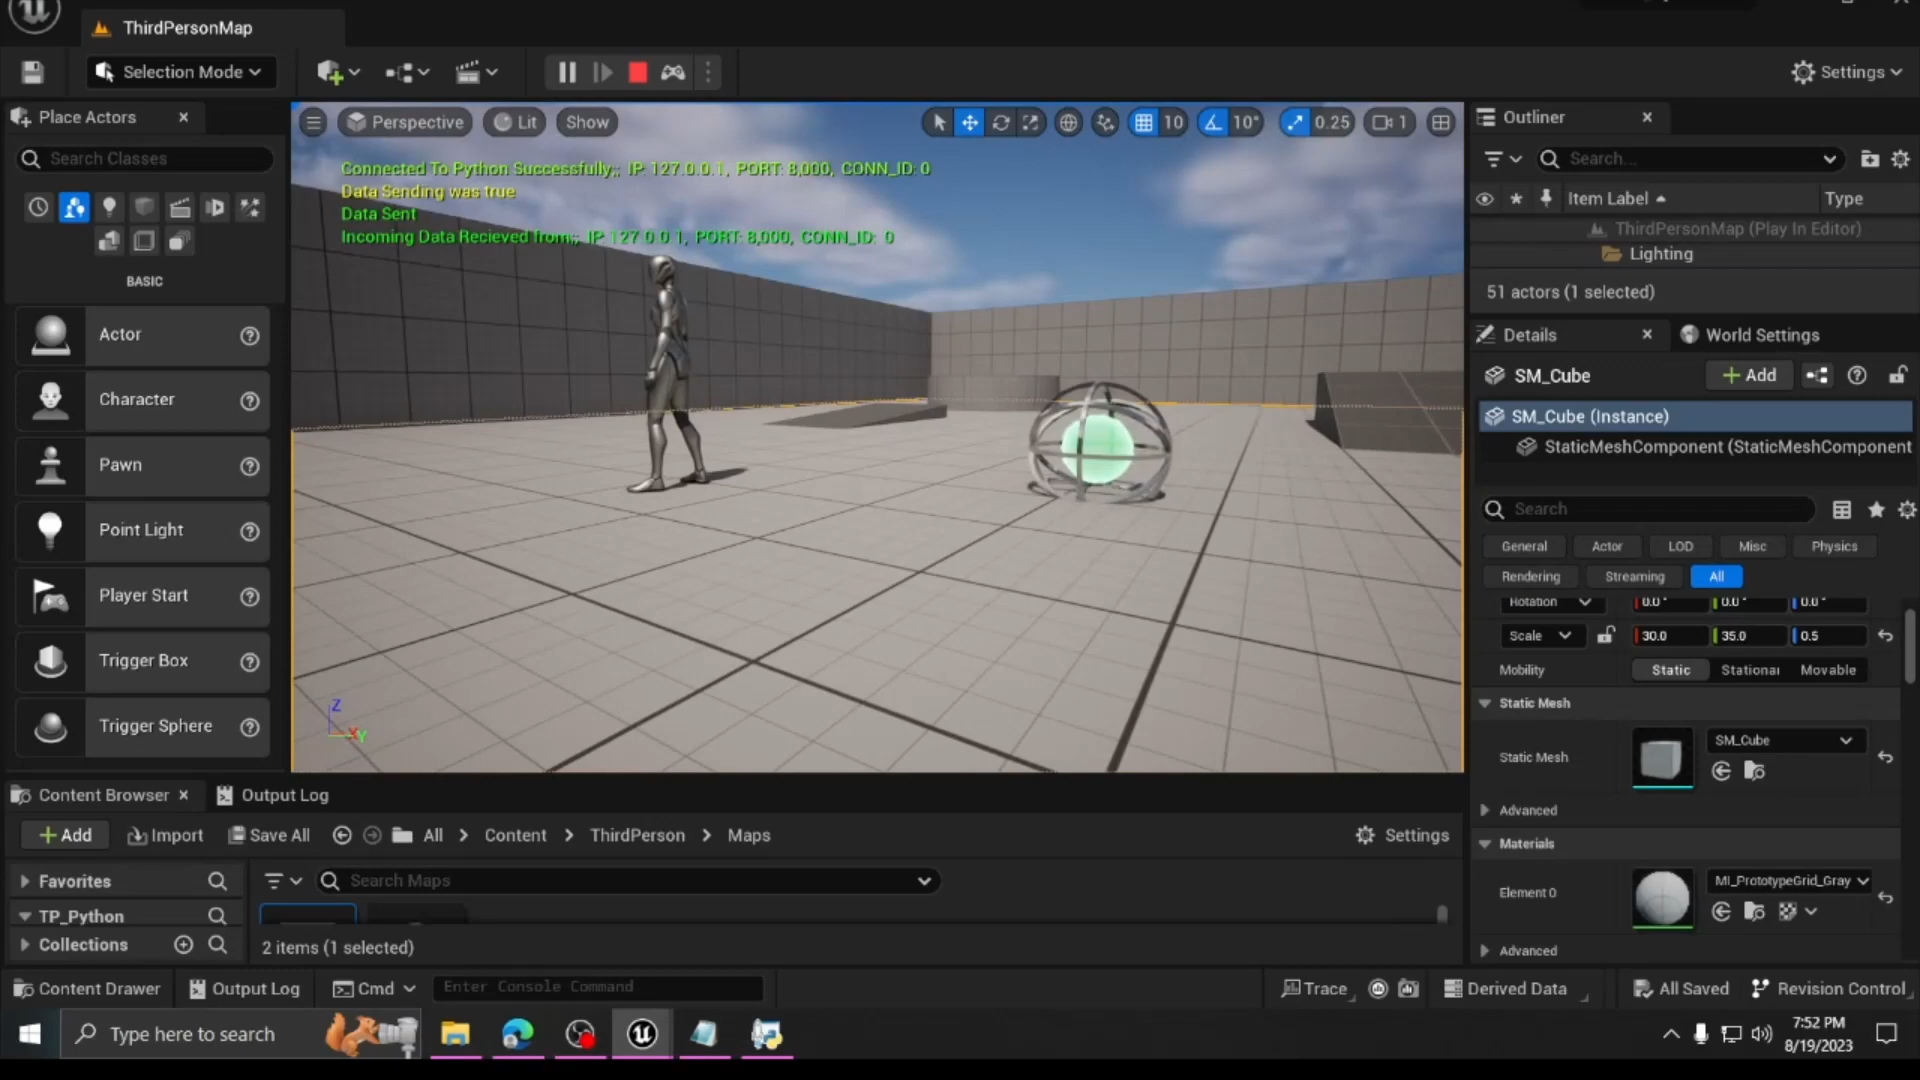 ThirdPersonMap
Selection Mode
Settings
Place Actors
Search Classes
BASIC
Actor
Character
Pawn
Point Light
Player Start
Trigger Box
Trigger Sphere
Perspective
Lit
Show
10
10°
0.25
1
Connected To Python Successfully;; IP: 127.0.0.1, PORT: 8,000, CONN_ID: 0
Data Sending was true
Data Sent
Incoming Data Recieved from;; IP: 127.0.0.1, PORT: 8,000, CONN_ID: 0
Z
X
Y
Outliner
Search...
Item Label
Type
ThirdPersonMap (Play In Editor)
Lighting
51 actors (1 selected)
Details
World Settings
SM_Cube
Add
SM_Cube (Instance)
StaticMeshComponent (StaticMeshComponent
Search
General
Actor
LOD
Misc
Physics
Rendering
Streaming
All
Rotation
0.0°
0.0°
0.0°
Scale
30.0
35.0
0.5
Mobility
Static
Stationar
Movable
Static Mesh
Static Mesh
SM_Cube
Advanced
Materials
Element 0
MI_PrototypeGrid_Gray
Advanced
Content Browser
Output Log
Add
Import
Save All
All
Content
ThirdPerson
Maps
Settings
Favorites
Search Maps
TP_Python
Collections
2 items (1 selected)
Content Drawer
Output Log
Cmd
Enter Console Command
Trace
Derived Data
All Saved
Revision Control
Type here to search
7:52 PM
8/19/2023